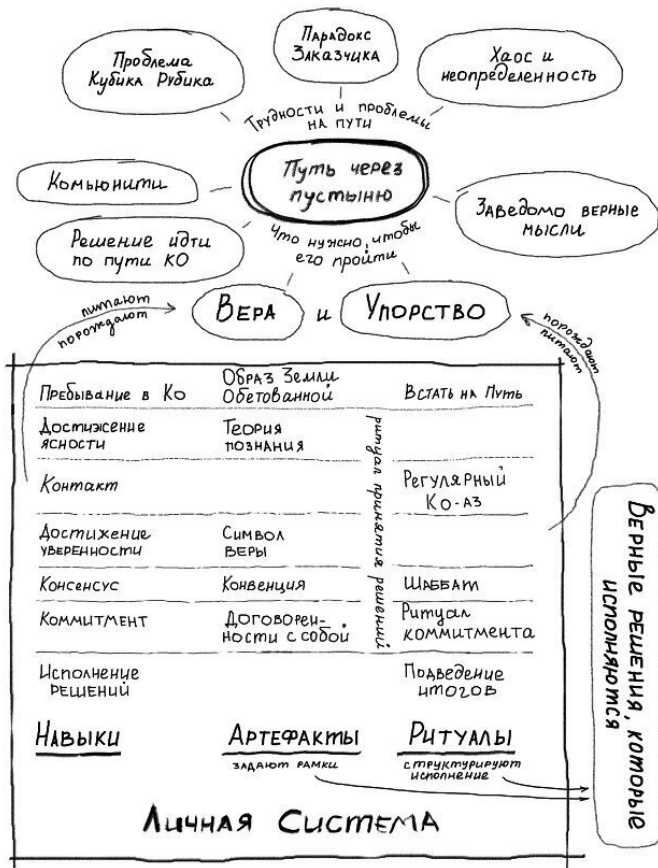 Проблема
Кубика Рубика
Парадокс
Заказчика
Хаос и
неопределенность
Трудности и проблемы
на пути
Путь через
пустыню
Комьюнити
Решение идти
по пути КО
Заведомо верные
мысли
Что нужно, чтобы
его пройти
Вера и Упорство
питают
порождают
порождают
питают
Пребывание в Ко
Образ Земли
Обетованной
Встать на Путь
Достижение
ясности
Теория
познания
Контакт
Регулярный
Ко-аз
Достижение
уверенности
Символ
веры
Консенсус
Конвенция
Шаббат
Коммитмент
Договорен-
ности с собой
Ритуал
коммитмента
Исполнение
решений
Подведение
итогов
ритуал принятия решений
Навыки
Артефакты
задают рамки
Ритуалы
структурируют
исполнение
Личная Система
Верные решения, которые
исполняются